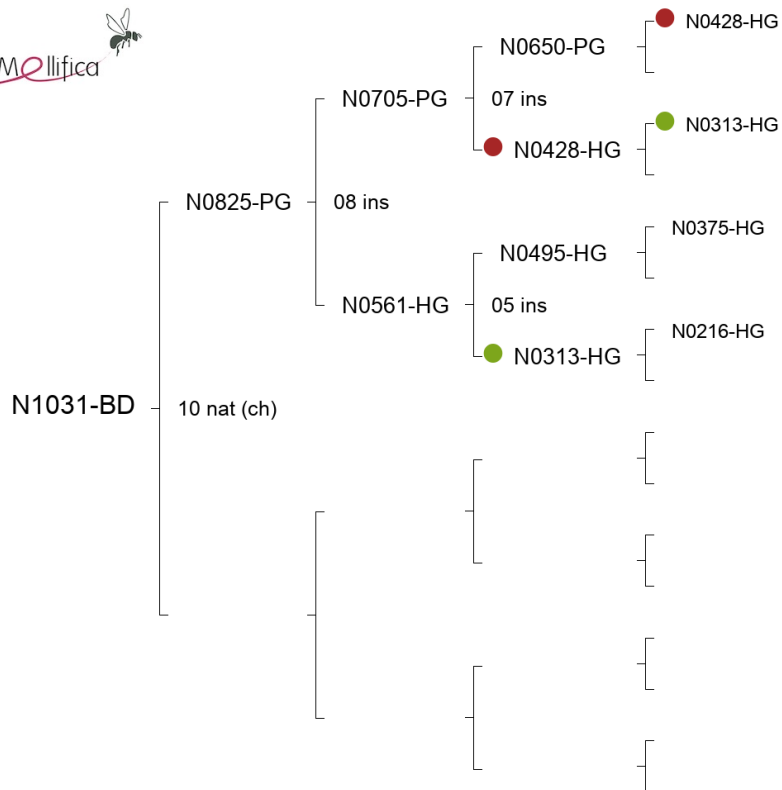 Mellifica
N0428-HG
N0650-PG
N0705-PG
07 ins
N0313-HG
N0428-HG
N0825-PG
08 ins
N0375-HG
N0495-HG
N0561-HG
05 ins
N0216-HG
N0313-HG
N1031-BD
10 nat (ch)